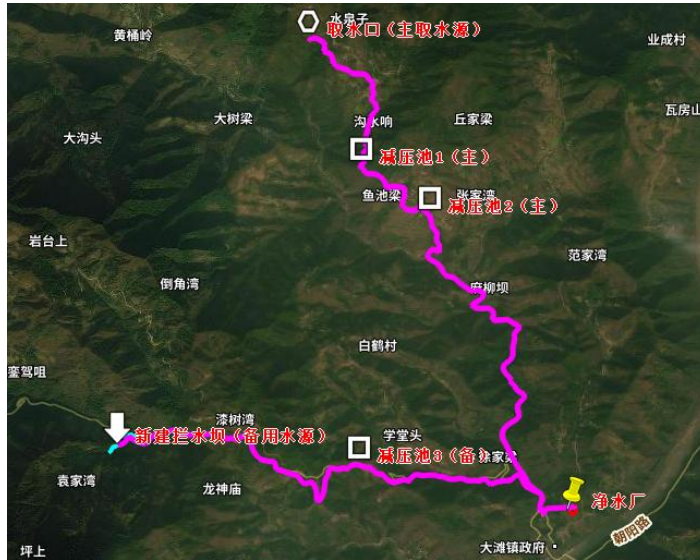 水泉子
取水口（主取水源）
黄桶岭
业成村
瓦房山
大树梁
沟水响
丘家梁
大沟头
减压池1（主）
鱼池梁
张家湾
减压池2（主）
岩台上
范家湾
倒角湾
麻柳坝
白鹤村
銮驾咀
漆树湾
新建拦水坝（备用水源）
学堂头
减压池3（备）
袁家湾
龙神庙
净水厂
朝阳路
大滩镇政府
坪上